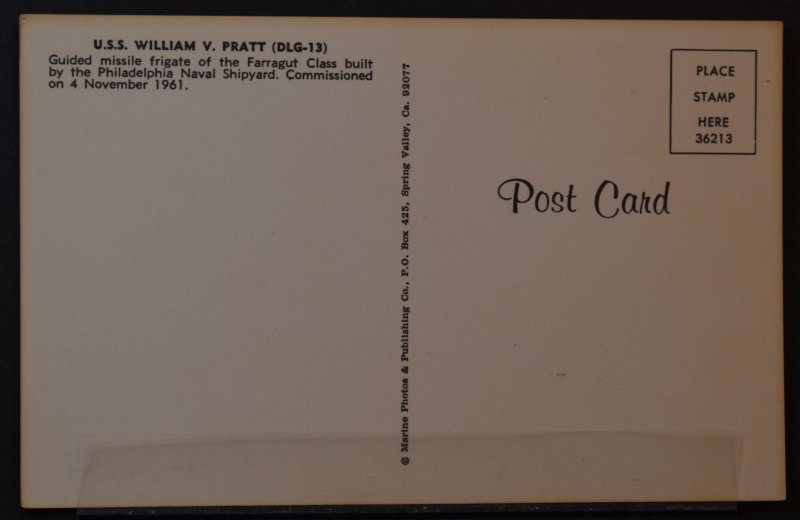 U.S.S. WILLIAM V. PRATT (DLG-13)
Guided missile frigate of the Farragut Class built
by the Philadelphia Naval Shipyard. Commissioned
on 4 November 1961.
© Marine Photos & Publishing Co., P.O. Box 425, Spring Valley, Ca. 92077
PLACE
STAMP
HERE
36213
Post Card